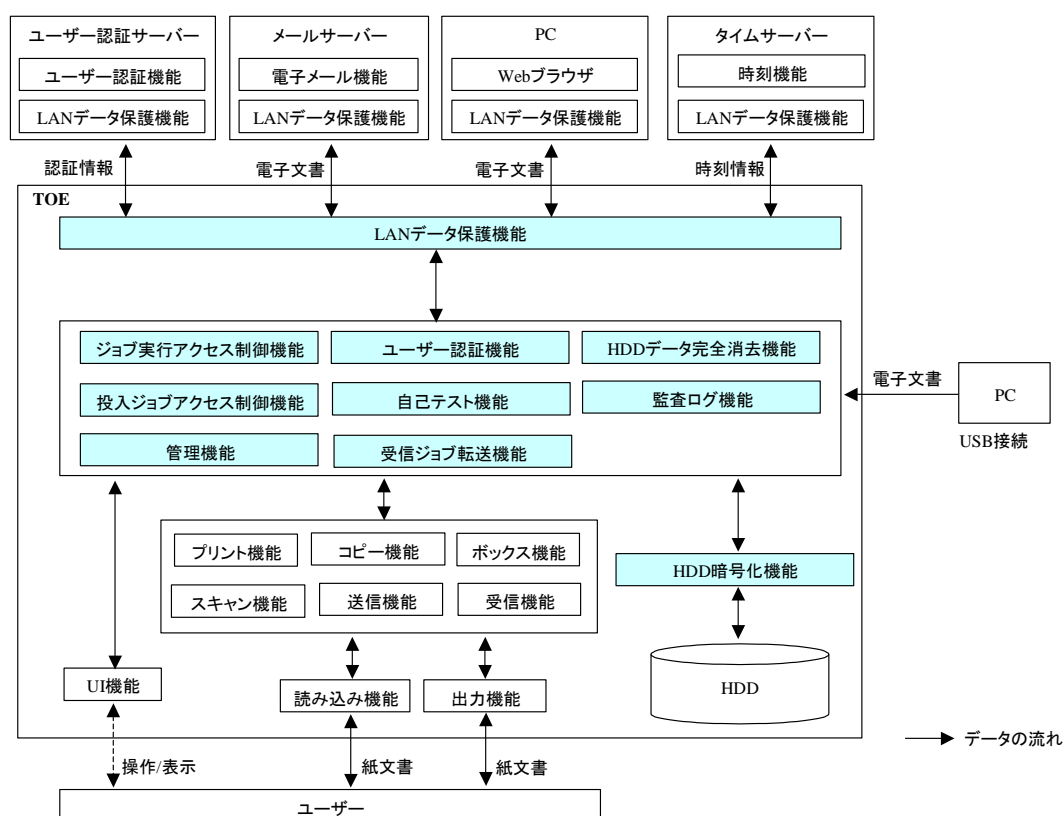 ユーザー認証サーバー
ユーザー認証機能
LANデータ保護機能
メールサーバー
電子メール機能
LANデータ保護機能
PC
Webブラウザ
LANデータ保護機能
タイムサーバー
時刻機能
LANデータ保護機能
認証情報
電子文書
電子文書
時刻情報
TOE
LANデータ保護機能
ジョブ実行アクセス制御機能
ユーザー認証機能
HDDデータ完全消去機能
投入ジョブアクセス制御機能
自己テスト機能
監査ログ機能
管理機能
受信ジョブ転送機能
電子文書
PC
USB接続
プリント機能
コピー機能
ボックス機能
スキャン機能
送信機能
受信機能
HDD暗号化機能
HDD
UI機能
読み込み機能
出力機能
データの流れ
操作/表示
紙文書
紙文書
ユーザー